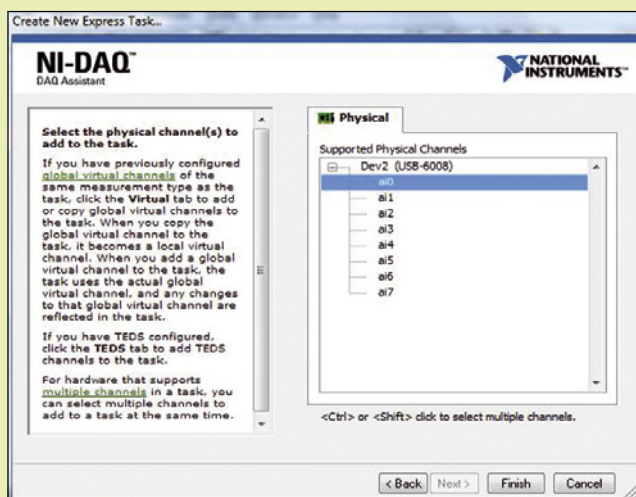 Create New Express Task...
NI-DAQ™
DAQ Assistant
NATIONAL
INSTRUMENTS™
Select the physical channel(s) to
add to the task.
If you have previously configured
global virtual channels of the
same measurement type as the
task, click the Virtual tab to add
or copy global virtual channels to
the task. When you copy the
global virtual channel to the
task, it becomes a local virtual
channel. When you add a global
virtual channel to the task, the
task uses the actual global
virtual channel, and any changes
to that global virtual channel are
reflected in the task.
If you have TEDS configured,
click the TEDS tab to add TEDS
channels to the task.
For hardware that supports
multiple channels in a task, you
can select multiple channels to
add to a task at the same time.
Physical
Supported Physical Channels
Dev2 (USB-6008)
ai0
ai1
ai2
ai3
ai4
ai5
ai6
ai7
<Ctrl> or <Shift> click to select multiple channels.
< Back
Next >
Finish
Cancel